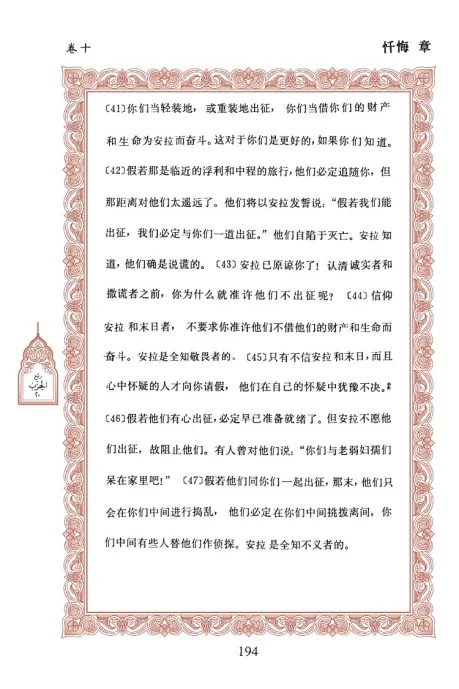 卷十
忏悔 章
〔41〕你们当轻装地，或重装地出征，你们当借你们的财产
和生命为安拉而奋斗。这对于你们是更好的，如果你们知道。
〔42〕假若那是临近的浮利和中程的旅行，他们必定追随你，但
那距离对他们太遥远了。他们将以安拉发誓说：“假若我们能
出征，我们必定与你们一道出征。”他们自陷于灭亡。安拉知
道，他们确是说谎的。〔43〕安拉已原谅你了！认清诚实者和
撒谎者之前，你为什么就准许他们不出征呢？〔44〕信仰
安拉和末日者，不要求你准许他们不借他们的财产和生命而
奋斗。安拉是全知敬畏者的。〔45〕只有不信安拉和末日，而且
心中怀疑的人才向你请假，他们在自己的怀疑中犹豫不决。
〔46〕假若他们有心出征，必定早已准备就绪了。但安拉不愿他
们出征，故阻止他们。有人曾对他们说：“你们与老弱妇孺们
呆在家里吧！”〔47〕假若他们同你们一起出征，那末，他们只
会在你们中间进行捣乱，他们必定在你们中间挑拨离间，你
们中间有些人替他们作侦探。安拉是全知不义者的。
ربع
الحزب
٢٠
194